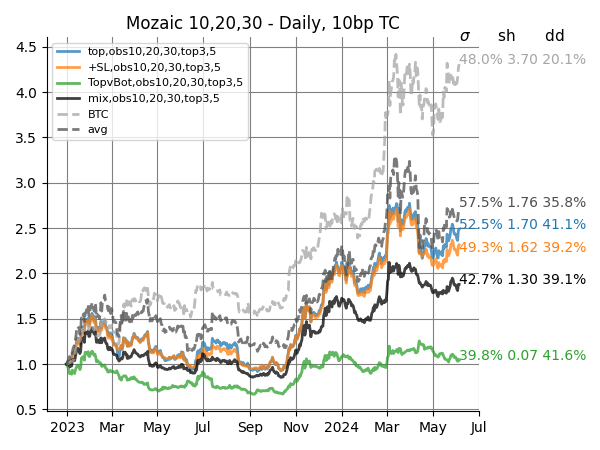 Mozaic 10,20,30 - Daily, 10bp TC
σ sh dd
4.5
4.0
3.5
3.0
2.5
2.0
1.5
1.0
0.5
top,obs10,20,30,top3,5
+SL,obs10,20,30,top3,5
TopvBot,obs10,20,30,top3,5
mix,obs10,20,30,top3,5
BTC
avg
48.0% 3.70 20.1%
57.5% 1.76 35.8%
52.5% 1.70 41.1%
49.3% 1.62 39.2%
42.7% 1.30 39.1%
39.8% 0.07 41.6%
2023 Mar May Jul Sep Nov 2024 Mar May Jul